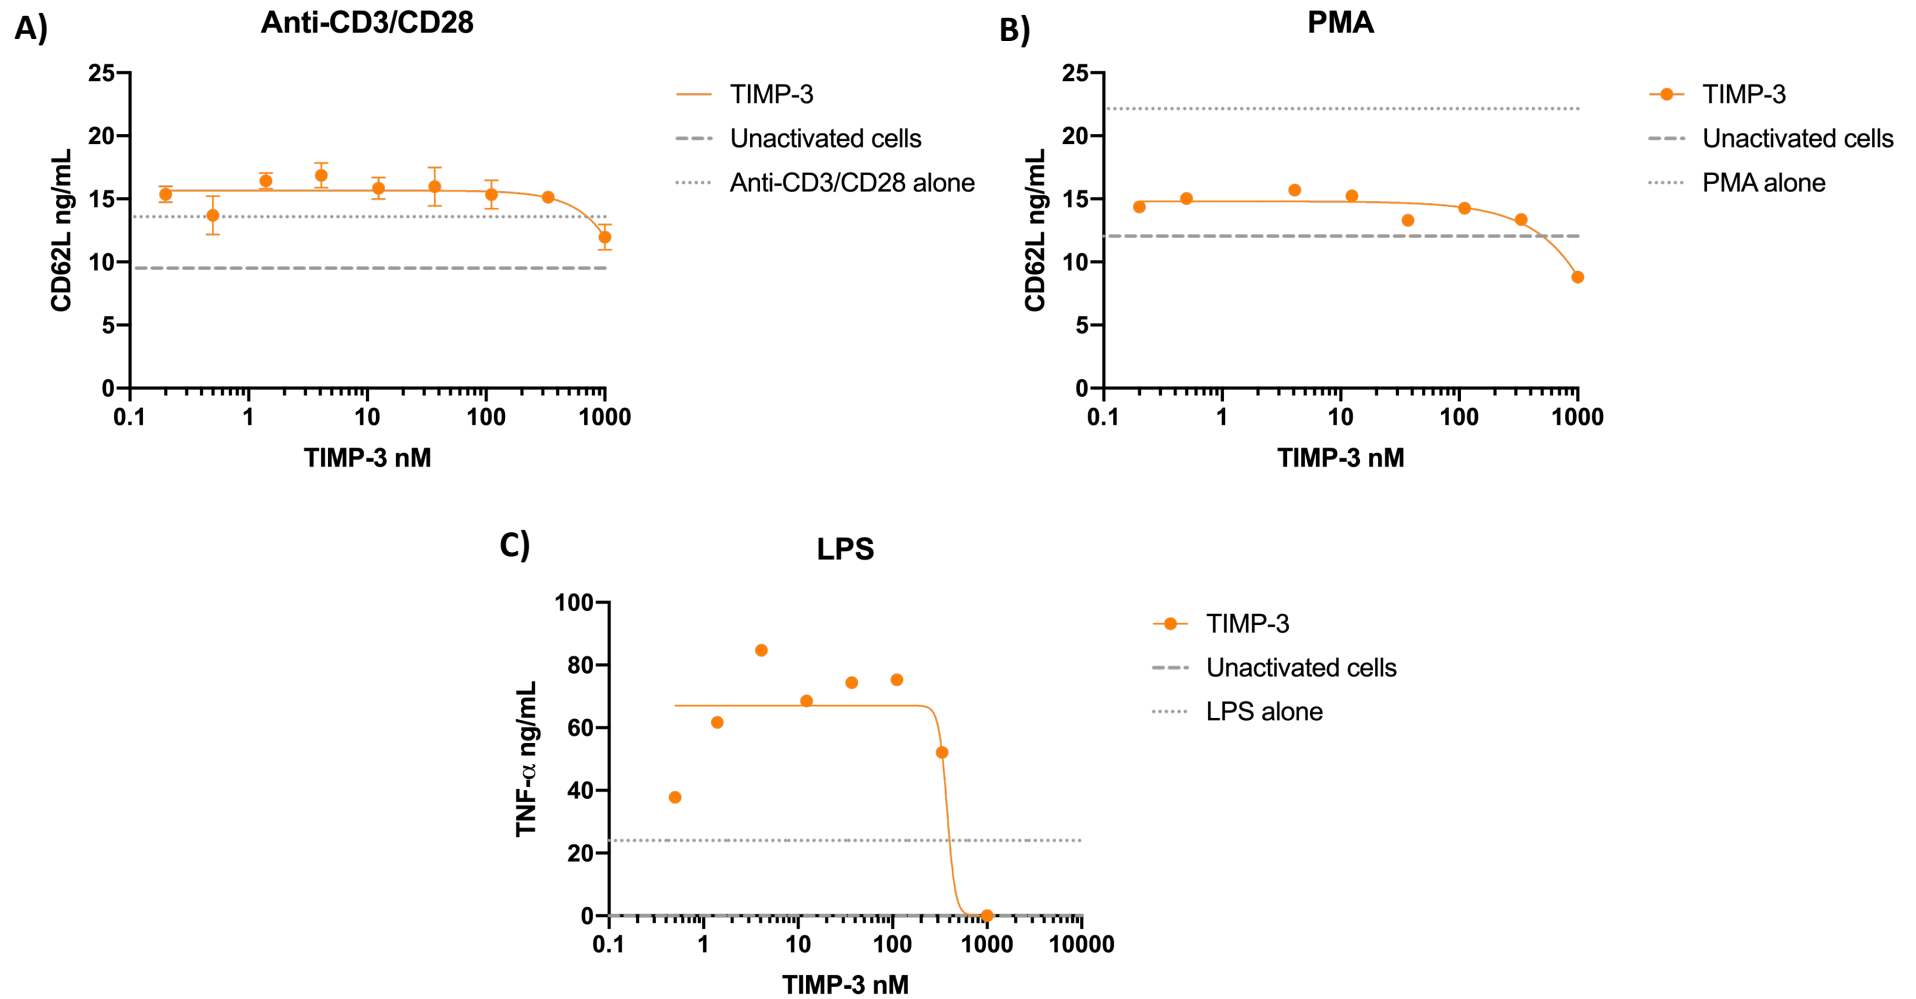 A)
Anti-CD3/CD28
25
20
15
10
5
0
CD62L ng/mL
0.1 1 10 100 1000
TIMP-3 nM
TIMP-3
Unactivated cells
Anti-CD3/CD28 alone
B)
PMA
25
20
15
10
5
0
CD62L ng/mL
0.1 1 10 100 1000
TIMP-3 nM
TIMP-3
Unactivated cells
PMA alone
C)
LPS
100
80
60
40
20
0
TNF-α ng/mL
0.1 1 10 100 1000 10000
TIMP-3 nM
TIMP-3
Unactivated cells
LPS alone